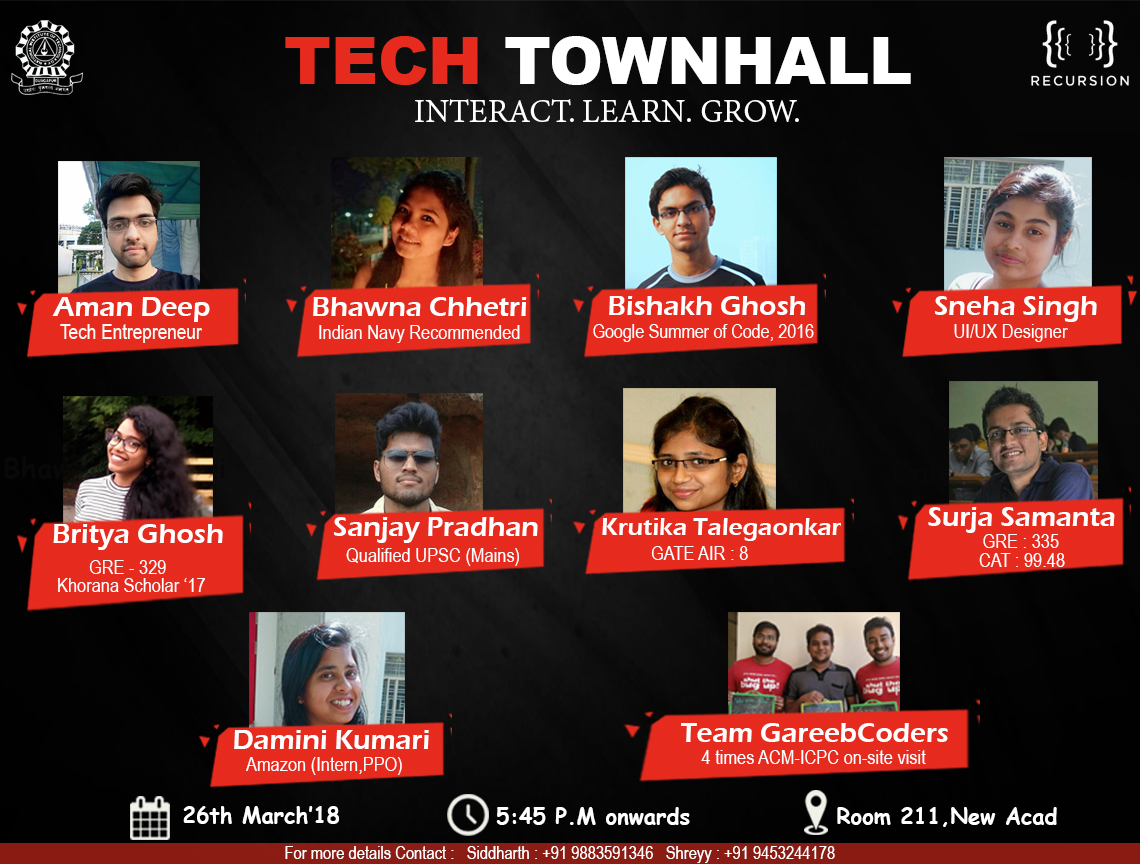 TECH TOWNHALL
INTERACT. LEARN. GROW.
RECURSION
Aman Deep
Tech Entrepreneur
Bhawna Chhetri
Indian Navy Recommended
Bishakh Ghosh
Google Summer of Code, 2016
Sneha Singh
UI/UX Designer
Britya Ghosh
GRE - 329
Khorana Scholar ‘17
Sanjay Pradhan
Qualified UPSC (Mains)
Krutika Talegaonkar
GATE AIR : 8
Surja Samanta
GRE : 335
CAT : 99.48
Damini Kumari
Amazon (Intern,PPO)
Team GareebCoders
4 times ACM-ICPC on-site visit
26th March'18
5:45 P.M onwards
Room 211,New Acad
For more details Contact : Siddharth : +91 9883591346 Shreyy : +91 9453244178